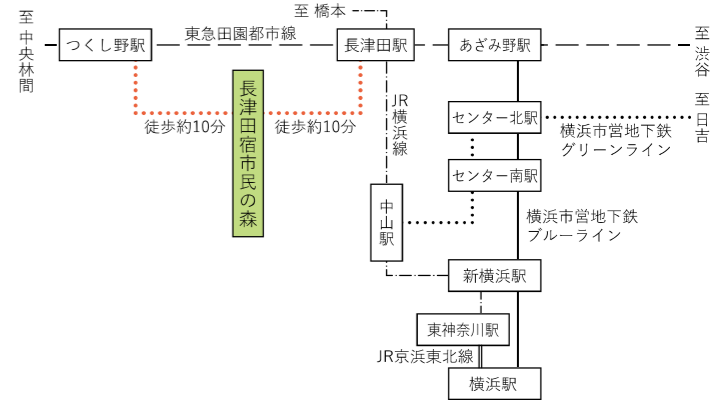 至 橋本
至 中央林間
つくし野駅
東急田園都市線
長津田駅
あざみ野駅
至 渋谷
徒歩約10分
長津田宿市民の森
徒歩約10分
JR横浜線
センター北駅
横浜市営地下鉄
グリーンライン
至 日吉
センター南駅
中山駅
横浜市営地下鉄
ブルーライン
新横浜駅
東神奈川駅
JR京浜東北線
横浜駅